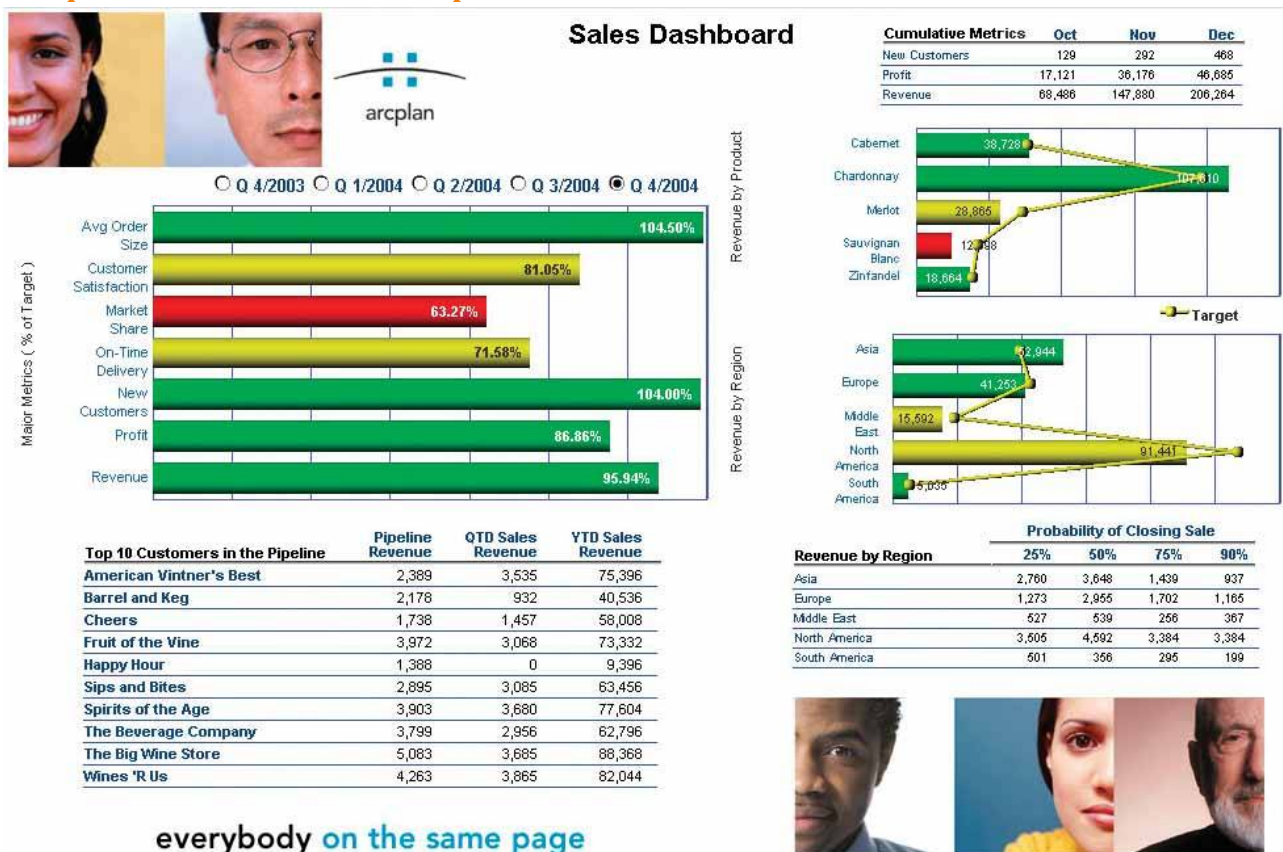 Sales Dashboard
arcplan
Cumulative Metrics Oct Nov Dec
New Customers 129 292 468
Profit 17,121 36,176 46,685
Revenue 68,486 147,880 206,264
Q 4/2003 Q 1/2004 Q 2/2004 Q 3/2004 Q 4/2004
Major Metrics ( % of Target )
Avg Order
Size
104.50%
Customer
Satisfaction
81.05%
Market
Share
63.27%
On-Time
Delivery
71.58%
New
Customers
104.00%
Profit
86.86%
Revenue
95.94%
Revenue by Product
Cabernet
38,728
Chardonnay
Merlot
28,865
Sauvignan
Blanc
Zinfandel
18,664
Target
Revenue by Region
Asia
Europe
41,253
Middle
East
15,592
North
America
91,441
South
America
Top 10 Customers in the Pipeline
Pipeline
Revenue
QTD Sales
Revenue
YTD Sales
Revenue
American Vintner's Best 2,389 3,535 75,396
Barrel and Keg 2,178 932 40,536
Cheers 1,738 1,457 58,008
Fruit of the Vine 3,972 3,068 73,332
Happy Hour 1,388 0 9,396
Sips and Bites 2,895 3,085 63,456
Spirits of the Age 3,903 3,680 77,604
The Beverage Company 3,799 2,956 62,796
The Big Wine Store 5,083 3,685 88,368
Wines 'R Us 4,263 3,865 82,044
Probability of Closing Sale
Revenue by Region 25% 50% 75% 90%
Asia 2,760 3,648 1,439 937
Europe 1,273 2,955 1,702 1,165
Middle East 527 539 256 367
North America 3,505 4,592 3,384 3,384
South America 501 356 295 199
everybody on the same page